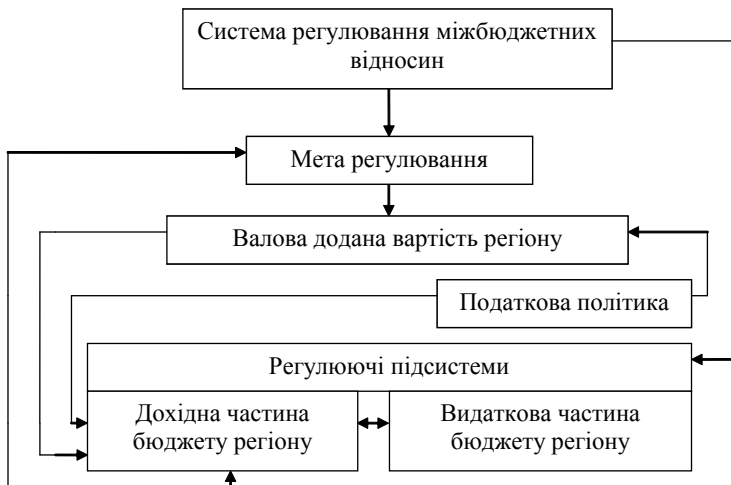 Система регулювання міжбюджетних
відносин
Мета регулювання
Валова додана вартість регіону
Податкова політика
Регулюючі підсистеми
Дохідна частина
бюджету регіону
Видаткова частина
бюджету регіону